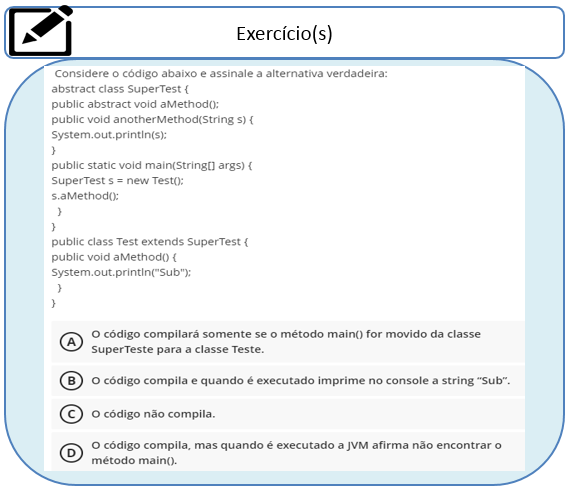 Exercício(s)
Considere o código abaixo e assinale a alternativa verdadeira:
abstract class SuperTest {
public abstract void aMethod();
public void anotherMethod(String s) {
System.out.println(s);
}
public static void main(String[] args) {
SuperTest s = new Test();
s.aMethod();
}
}
public class Test extends SuperTest {
public void aMethod() {
System.out.println("Sub");
}
}
A O código compilará somente se o método main() for movido da classe
SuperTeste para a classe Teste.
B O código compila e quando é executado imprime no console a string “Sub”.
C O código não compila.
D O código compila, mas quando é executado a JVM afirma não encontrar o
método main().